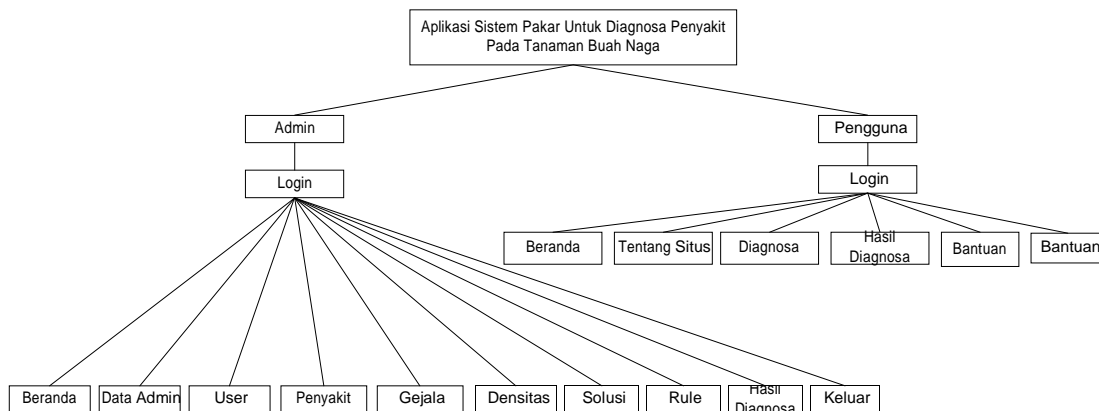 Aplikasi Sistem Pakar Untuk Diagnosa Penyakit
Pada Tanaman Buah Naga
Admin
Pengguna
Login
Login
Beranda
Tentang Situs
Diagnosa
Hasil
Diagnosa
Bantuan
Bantuan
Beranda
Data Admin
User
Penyakit
Gejala
Densitas
Solusi
Rule
Hasil
Diagnosa
Keluar